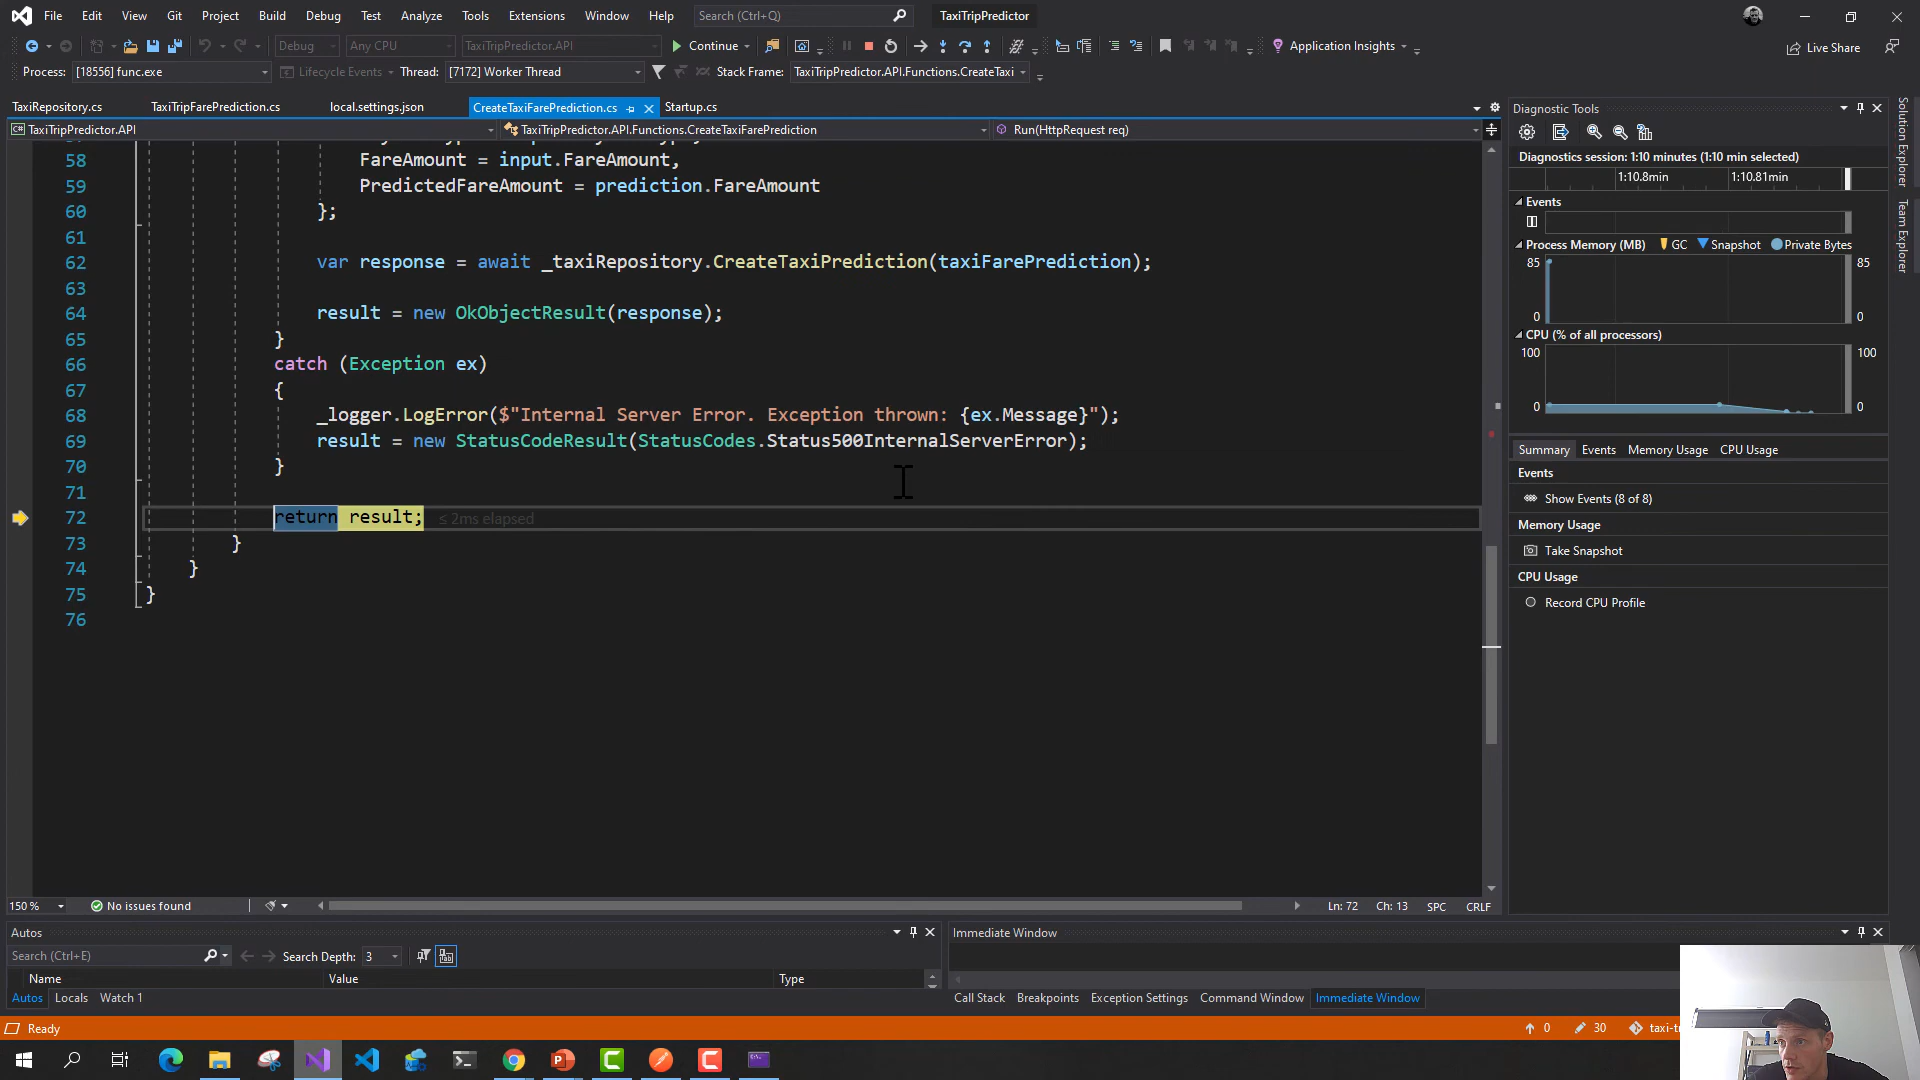 File Edit View Git Project Build Debug Test Analyze Tools Extensions Window Help Search (Ctrl+Q) TaxiTripPredictor
Debug Any CPU TaxiTripPredictor.API Continue Application Insights Live Share
Process: [18556] func.exe Lifecycle Events Thread: [7172] Worker Thread Stack Frame: TaxiTripPredictor.API.Functions.CreateTaxi
TaxiRepository.cs TaxiTripFarePrediction.cs local.settings.json CreateTaxiFarePrediction.cs Startup.cs
TaxiTripPredictor.API TaxiTripPredictor.API.Functions.CreateTaxiFarePrediction Run(HttpRequest req)
58 FareAmount = input.FareAmount,
59 PredictedFareAmount = prediction.FareAmount
60 };
61
62 var response = await _taxiRepository.CreateTaxiPrediction(taxiFarePrediction);
63
64 result = new OkObjectResult(response);
65 }
66 catch (Exception ex)
67 {
68 _logger.LogError($"Internal Server Error. Exception thrown: {ex.Message}");
69 result = new StatusCodeResult(StatusCodes.Status500InternalServerError);
70 }
71
72 return result; ≤ 2ms elapsed
73 }
74 }
75 }
76
150 % No issues found Ln: 72 Ch: 13 SPC CRLF
Diagnostic Tools
Diagnostics session: 1:10 minutes (1:10 min selected)
1:10.8min 1:10.81min
Events
Process Memory (MB) GC Snapshot Private Bytes
85 85
0 0
CPU (% of all processors)
100 100
0 0
Summary Events Memory Usage CPU Usage
Events
Show Events (8 of 8)
Memory Usage
Take Snapshot
CPU Usage
Record CPU Profile
Solution Explorer
Team Explorer
Autos
Search (Ctrl+E) Search Depth: 3
Name Value Type
Autos Locals Watch 1
Immediate Window
Call Stack Breakpoints Exception Settings Command Window Immediate Window
Ready 0 30